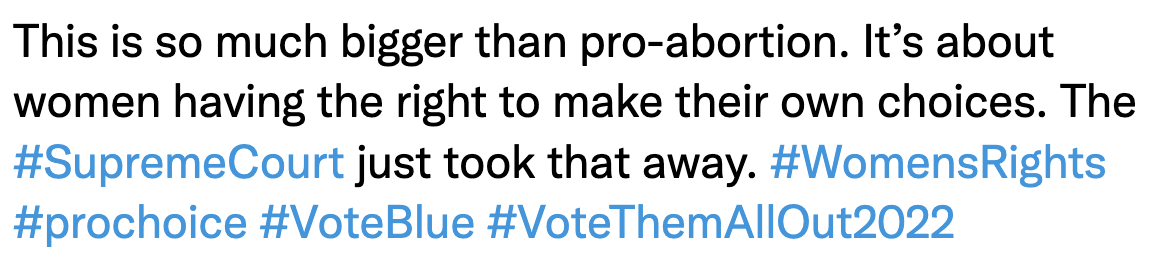 This is so much bigger than pro-abortion. It’s about
women having the right to make their own choices. The
#SupremeCourt just took that away. #WomensRights
#prochoice #VoteBlue #VoteThemAllOut2022